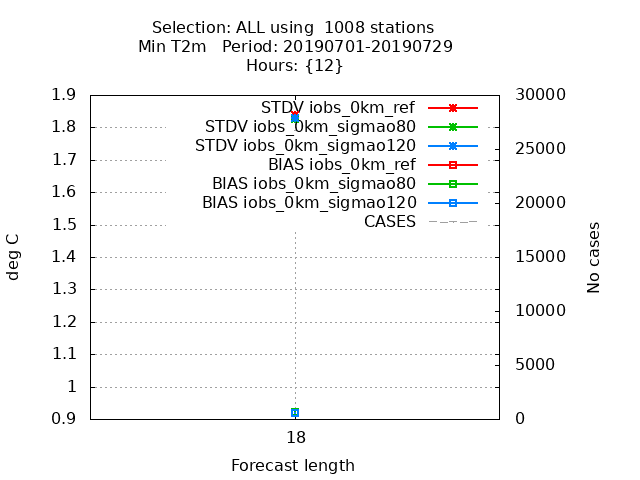 Selection: ALL using  1008 stations
Min T2m   Period: 20190701-20190729
Hours: {12}
1.9
1.8
1.7
1.6
1.5
1.4
1.3
1.2
1.1
1
0.9
deg C
STDV iobs_0km_ref
STDV iobs_0km_sigmao80
STDV iobs_0km_sigmao120
BIAS iobs_0km_ref
BIAS iobs_0km_sigmao80
BIAS iobs_0km_sigmao120
CASES
30000
25000
20000
15000
10000
5000
0
No cases
18
Forecast length